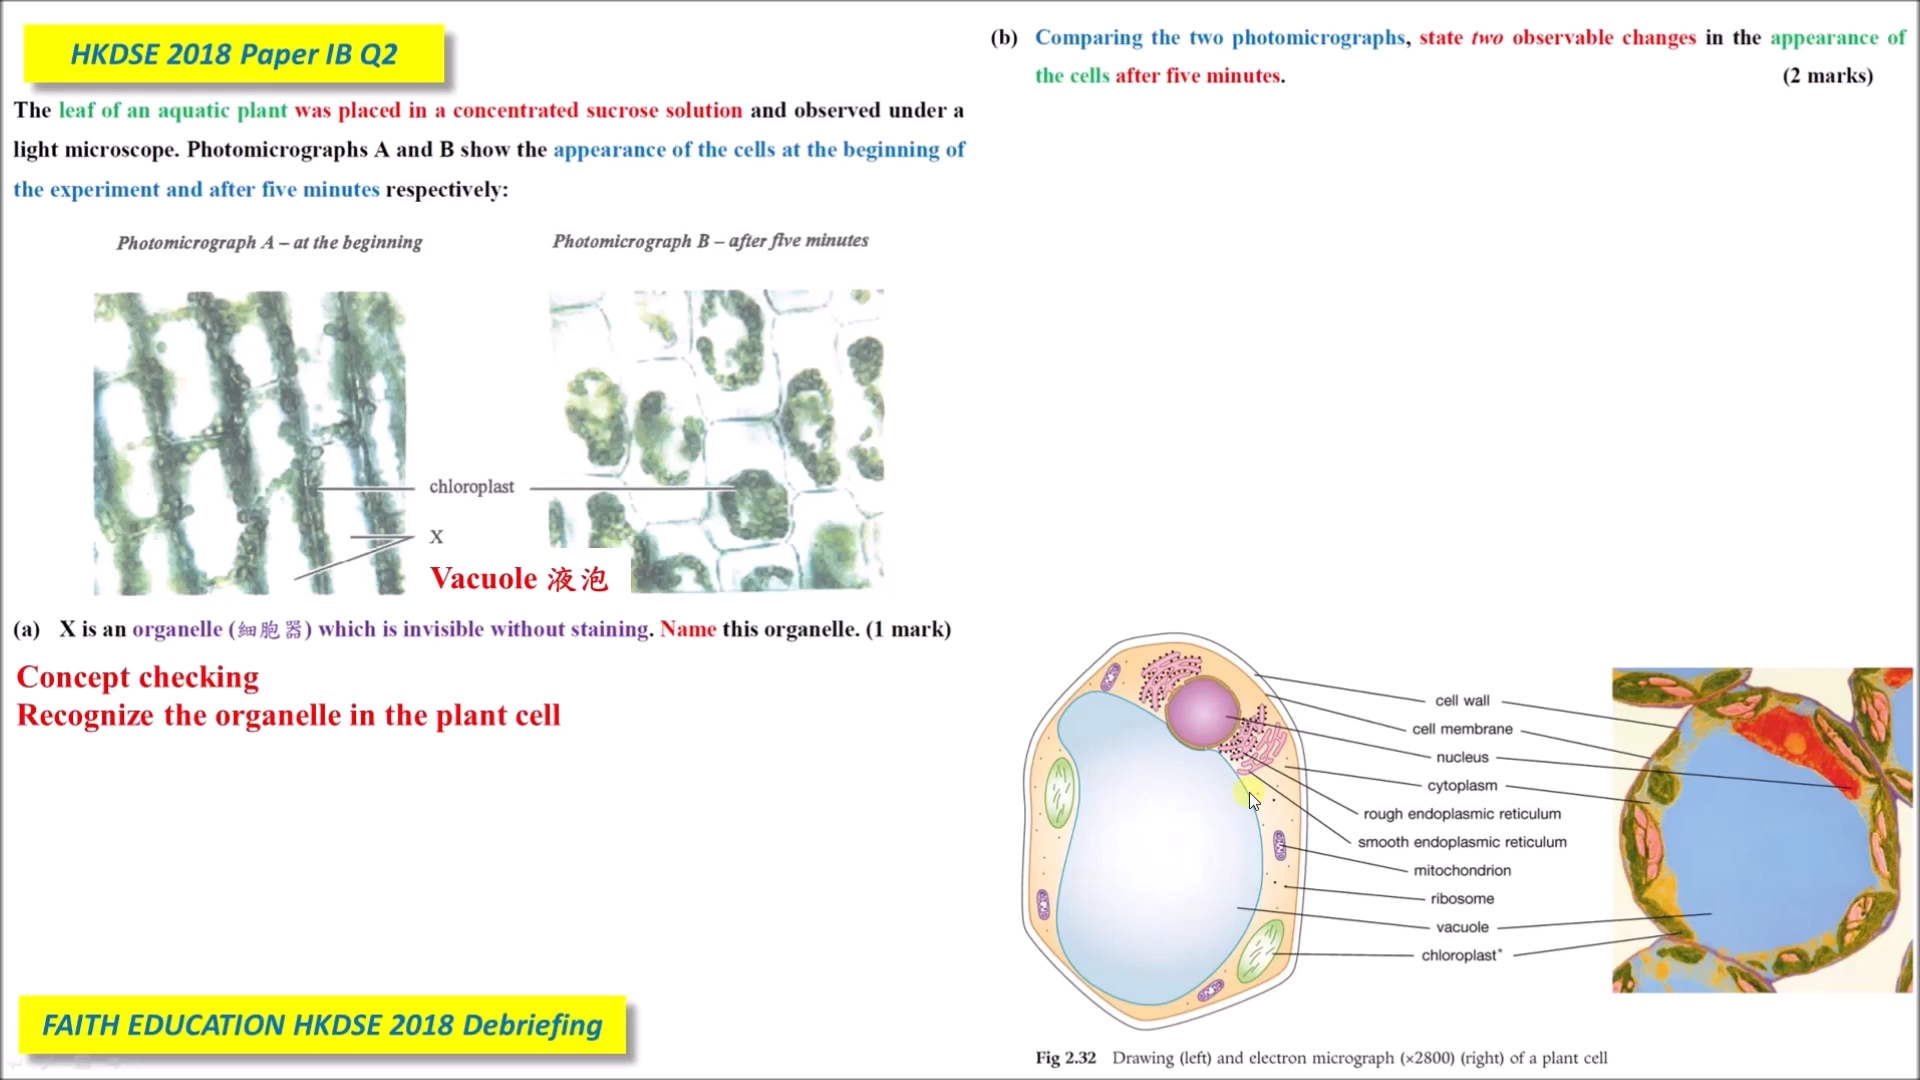 HKDSE 2018 Paper IB Q2
The leaf of an aquatic plant was placed in a concentrated sucrose solution and observed under a
light microscope. Photomicrographs A and B show the appearance of the cells at the beginning of
the experiment and after five minutes respectively:
Photomicrograph A – at the beginning
Photomicrograph B – after five minutes
chloroplast
X
Vacuole 液泡
(a) X is an organelle (細胞器) which is invisible without staining. Name this organelle. (1 mark)
Concept checking
Recognize the organelle in the plant cell
FAITH EDUCATION HKDSE 2018 Debriefing
(b) Comparing the two photomicrographs, state two observable changes in the appearance of
the cells after five minutes. (2 marks)
cell wall
cell membrane
nucleus
cytoplasm
rough endoplasmic reticulum
smooth endoplasmic reticulum
mitochondrion
ribosome
vacuole
chloroplast*
Fig 2.32 Drawing (left) and electron micrograph (×2800) (right) of a plant cell